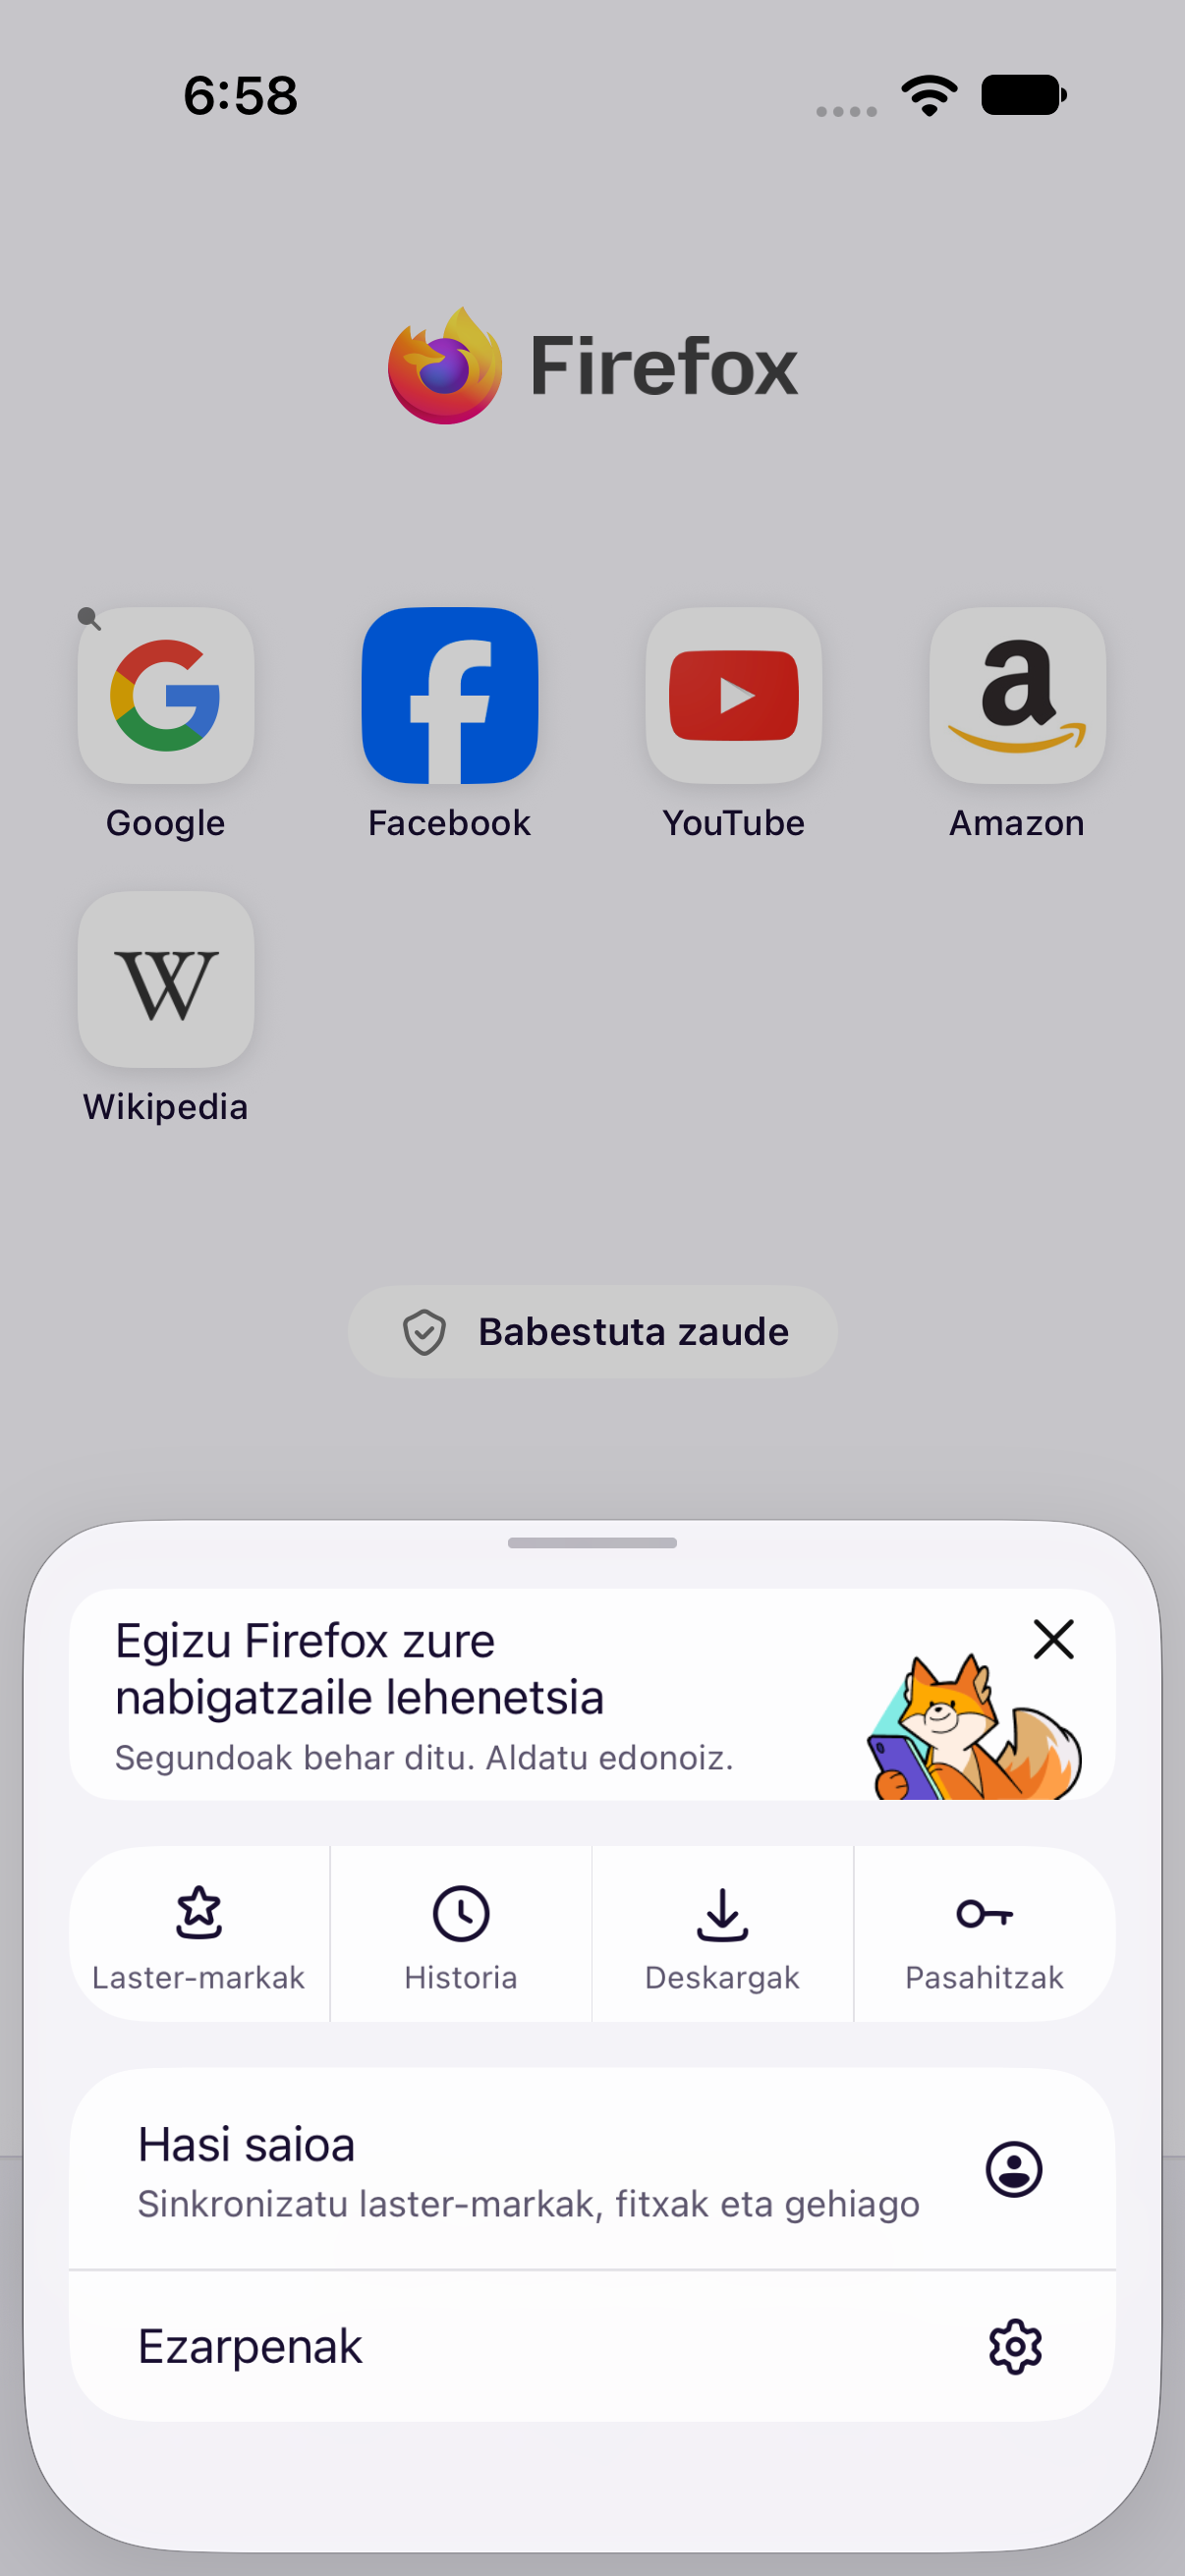 6:58
Firefox
Google
Facebook
YouTube
Amazon
Wikipedia
Babestuta zaude
Egizu Firefox zure
nabigatzaile lehenetsia
Segundoak behar ditu. Aldatu edonoiz.
Laster-markak
Historia
Deskargak
Pasahitzak
Hasi saioa
Sinkronizatu laster-markak, fitxak eta gehiago
Ezarpenak